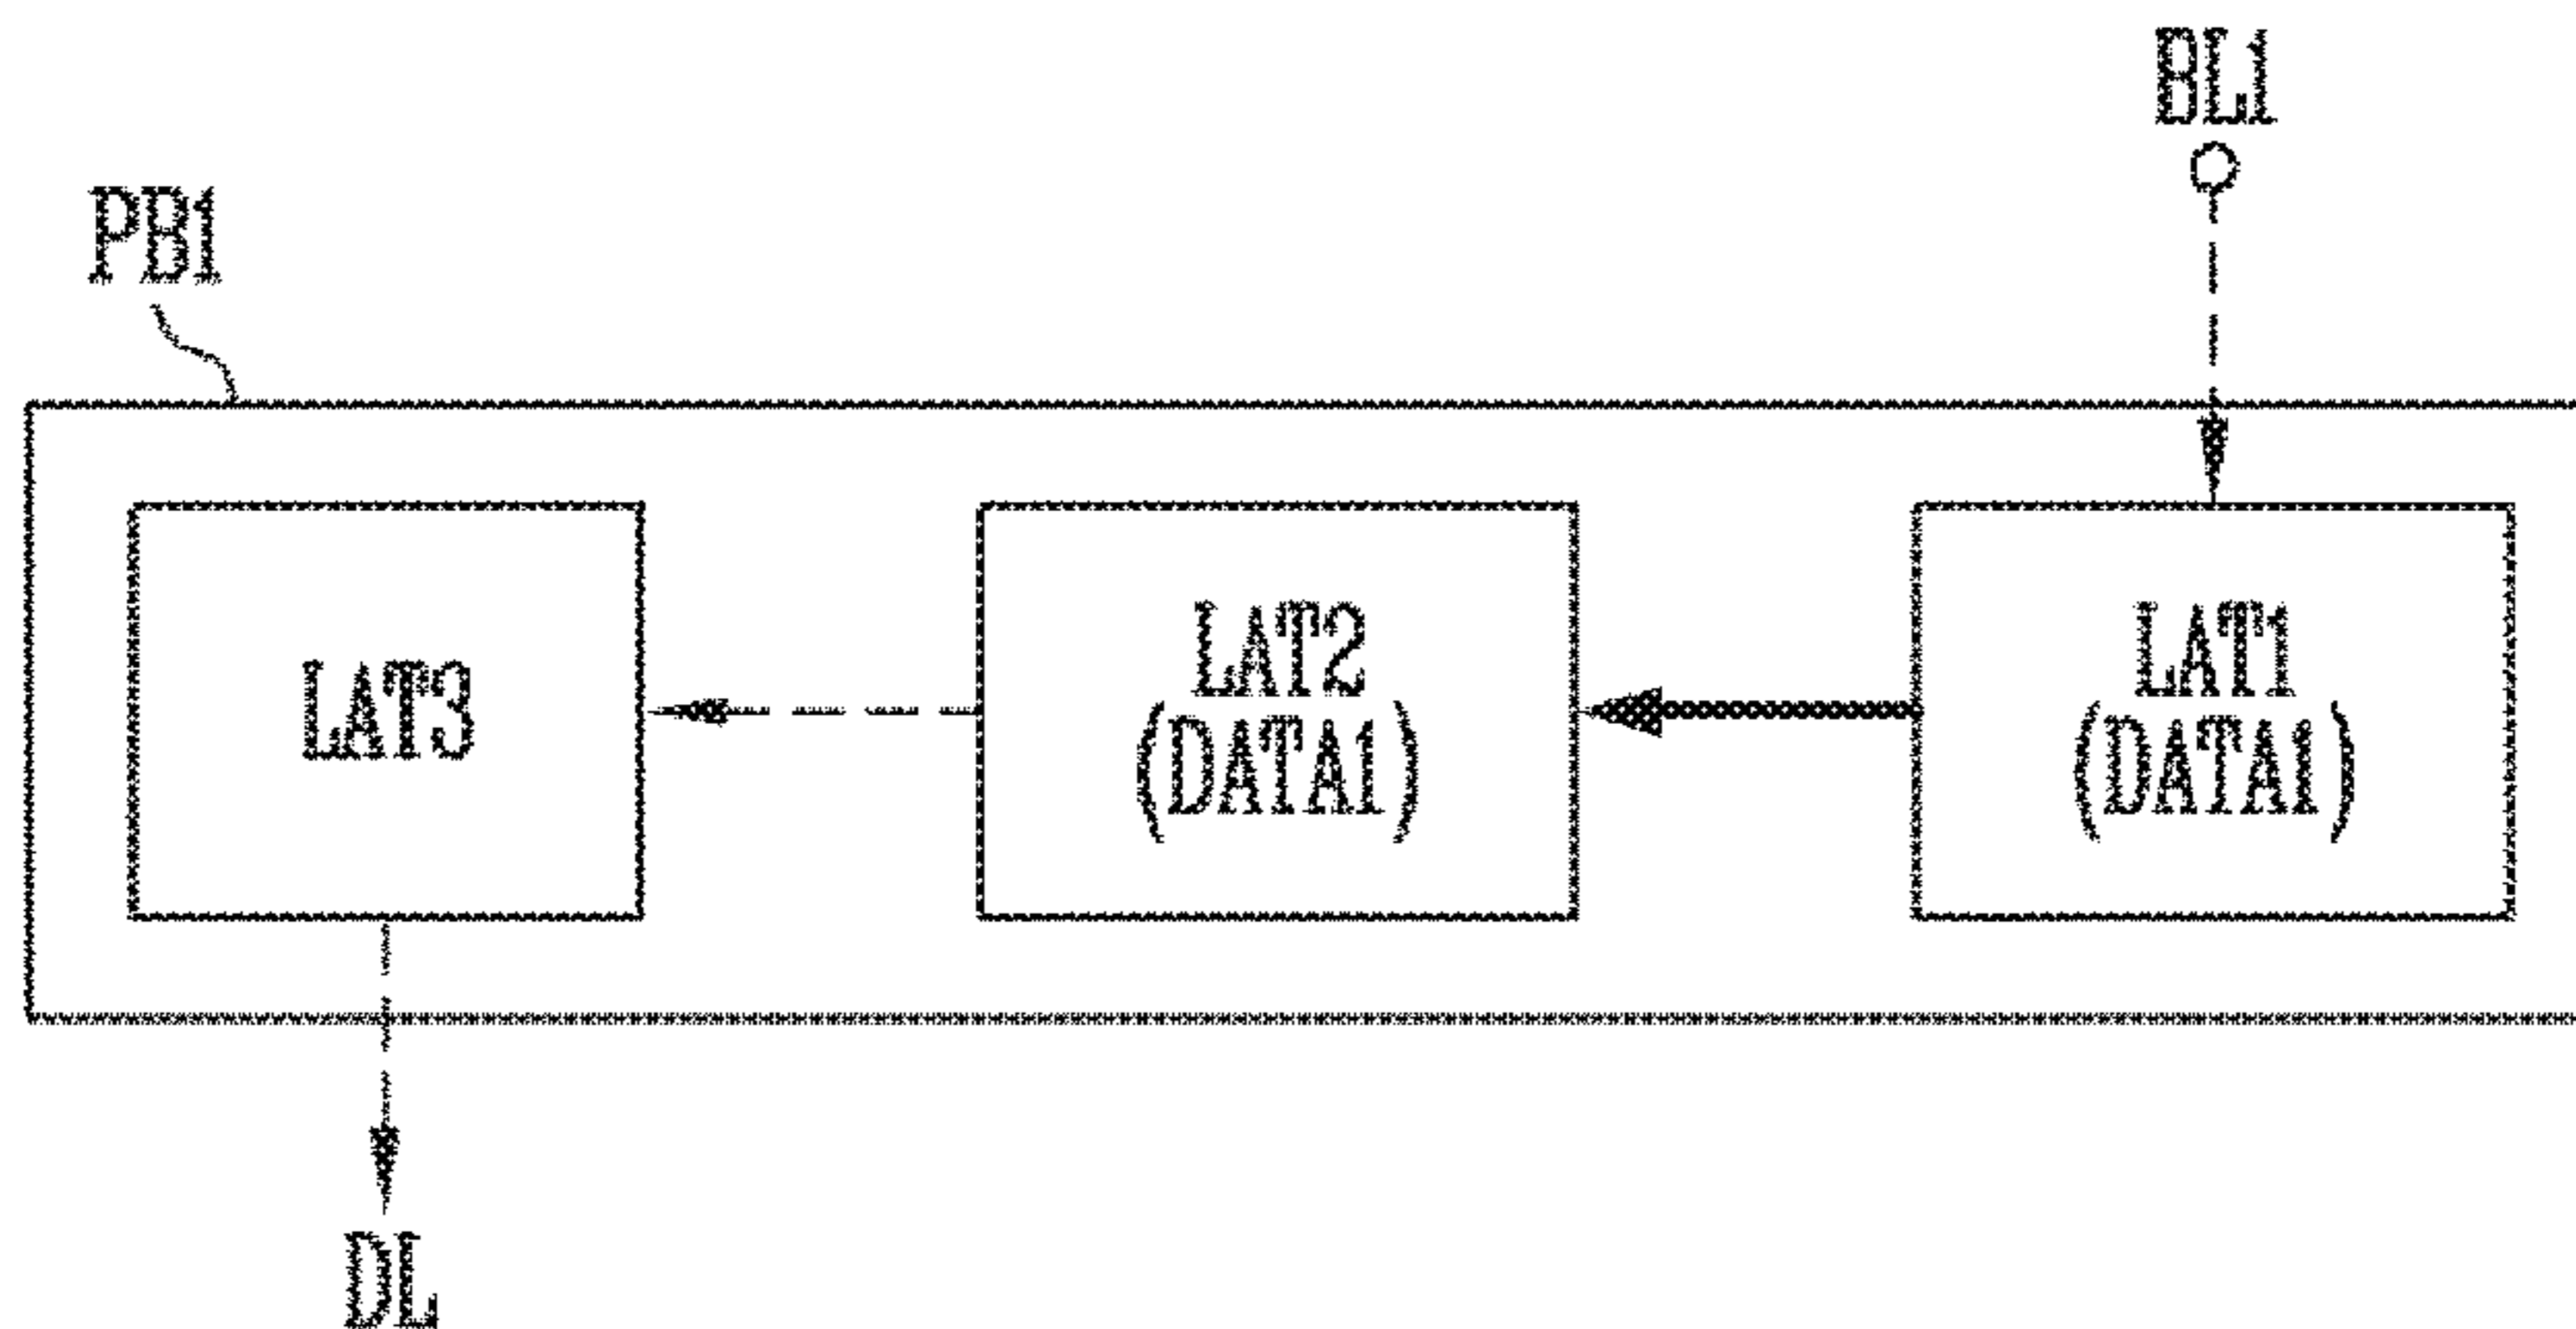 BL1
PB1
LAT3
LAT2
(DATA1)
LAT1
(DATA1)
DL